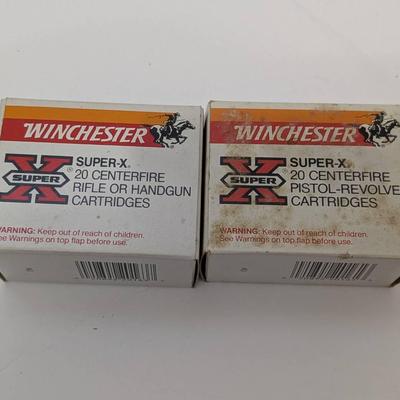 WINCHESTER
X
SUPER
®
SUPER-X®
20 CENTERFIRE
RIFLE OR HANDGUN
CARTRIDGES
WARNING: Keep out of reach of children.
See Warnings on top flap before use.
WINCHESTER
X
SUPER
®
SUPER-X®
20 CENTERFIRE
PISTOL-REVOLVE
CARTRIDGES
WARNING: Keep out of reach of children.
See Warnings on top flap before use.